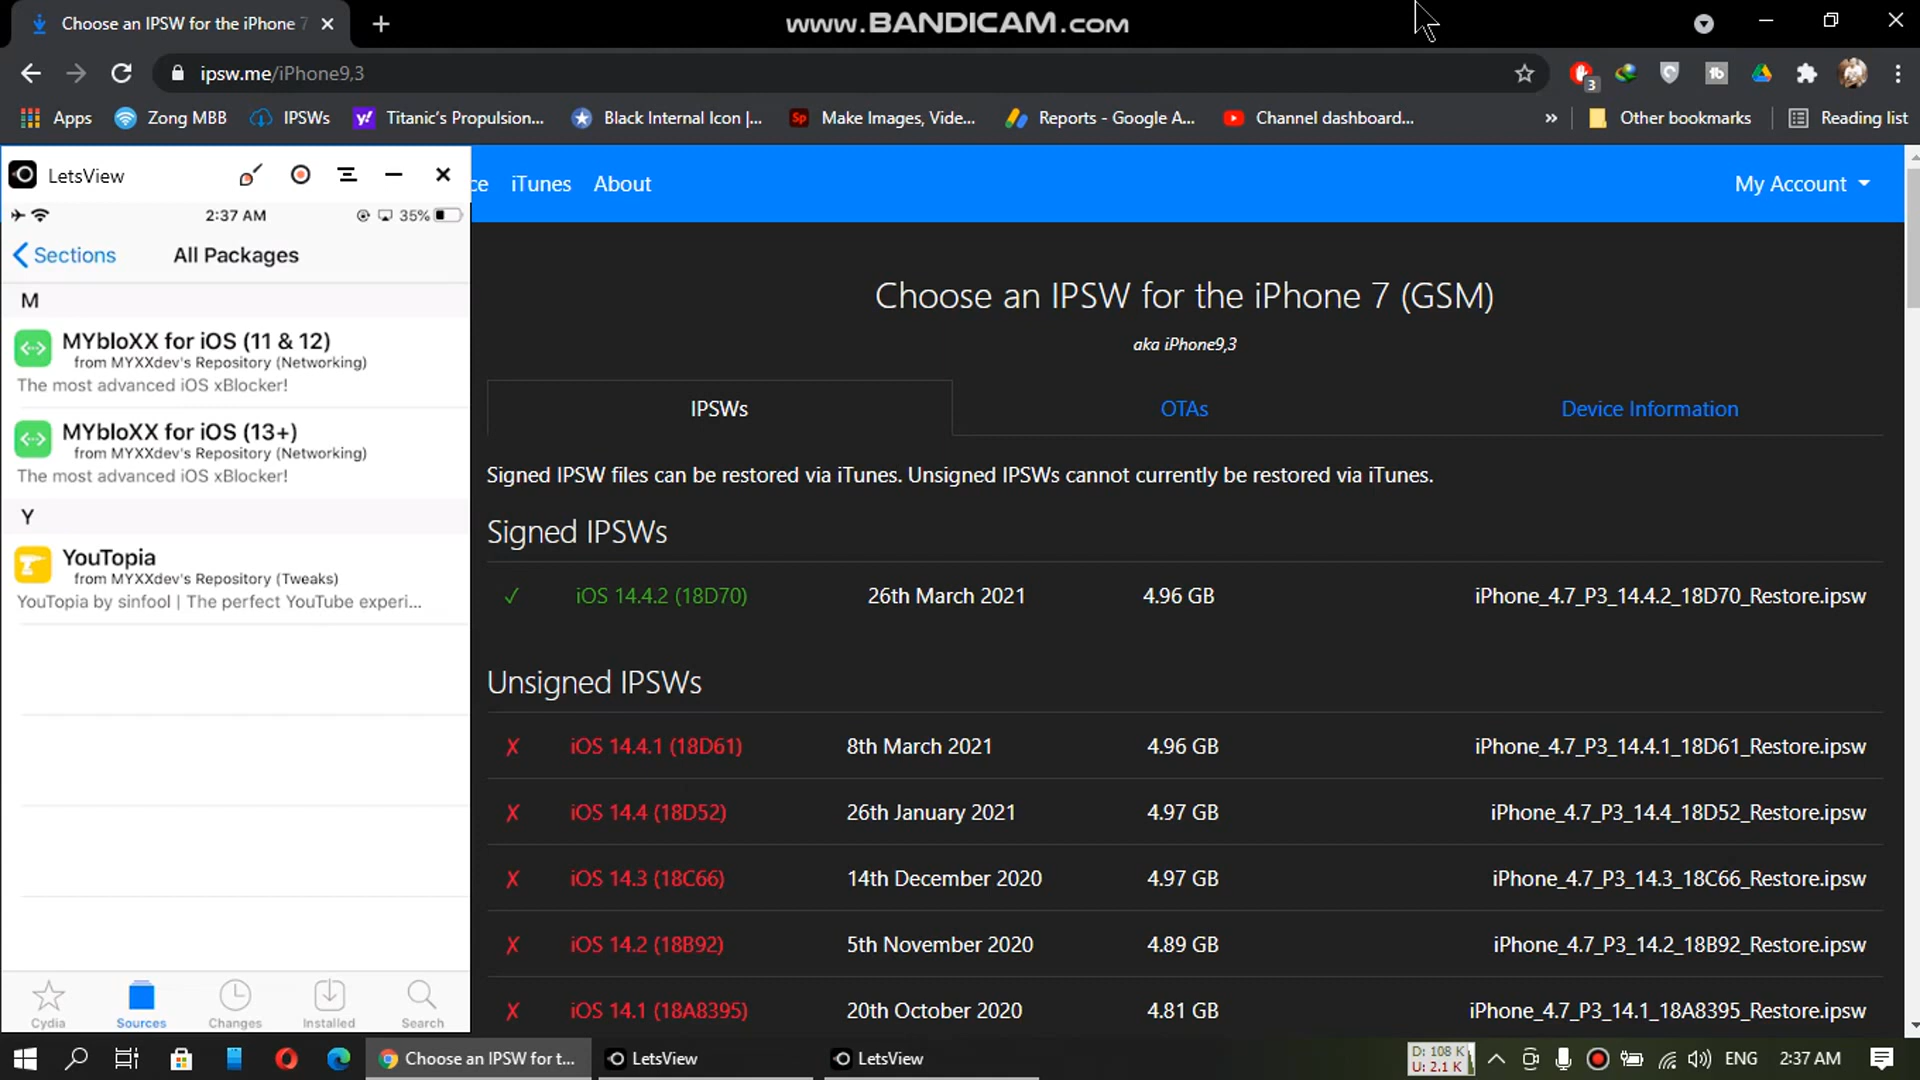 Choose an IPSW for the iPhone 7
www.BANDICAM.com
ipsw.me/iPhone9,3
3
Apps
Zong MBB
IPSWs
Titanic's Propulsion...
Black Internal Icon |...
Make Images, Vide...
Reports - Google A...
Channel dashboard...
Other bookmarks
Reading list
LetsView
ce
iTunes
About
My Account
2:37 AM
35%
Sections
All Packages
M
MYbloXX for iOS (11 & 12)
from MYXXdev's Repository (Networking)
The most advanced iOS xBlocker!
MYbloXX for iOS (13+)
from MYXXdev's Repository (Networking)
The most advanced iOS xBlocker!
Y
YouTopia
from MYXXdev's Repository (Tweaks)
YouTopia by sinfool | The perfect YouTube experi...
Cydia
Sources
Changes
Installed
Search
Choose an IPSW for the iPhone 7 (GSM)
aka iPhone9,3
IPSWs
OTAs
Device Information
Signed IPSW files can be restored via iTunes. Unsigned IPSWs cannot currently be restored via iTunes.
Signed IPSWs
✓ iOS 14.4.2 (18D70) 26th March 2021 4.96 GB iPhone_4.7_P3_14.4.2_18D70_Restore.ipsw
Unsigned IPSWs
✗ iOS 14.4.1 (18D61) 8th March 2021 4.96 GB iPhone_4.7_P3_14.4.1_18D61_Restore.ipsw
✗ iOS 14.4 (18D52) 26th January 2021 4.97 GB iPhone_4.7_P3_14.4_18D52_Restore.ipsw
✗ iOS 14.3 (18C66) 14th December 2020 4.97 GB iPhone_4.7_P3_14.3_18C66_Restore.ipsw
✗ iOS 14.2 (18B92) 5th November 2020 4.89 GB iPhone_4.7_P3_14.2_18B92_Restore.ipsw
✗ iOS 14.1 (18A8395) 20th October 2020 4.81 GB iPhone_4.7_P3_14.1_18A8395_Restore.ipsw
Choose an IPSW for t...
LetsView
LetsView
D: 108 K
U: 2.1 K
ENG
2:37 AM